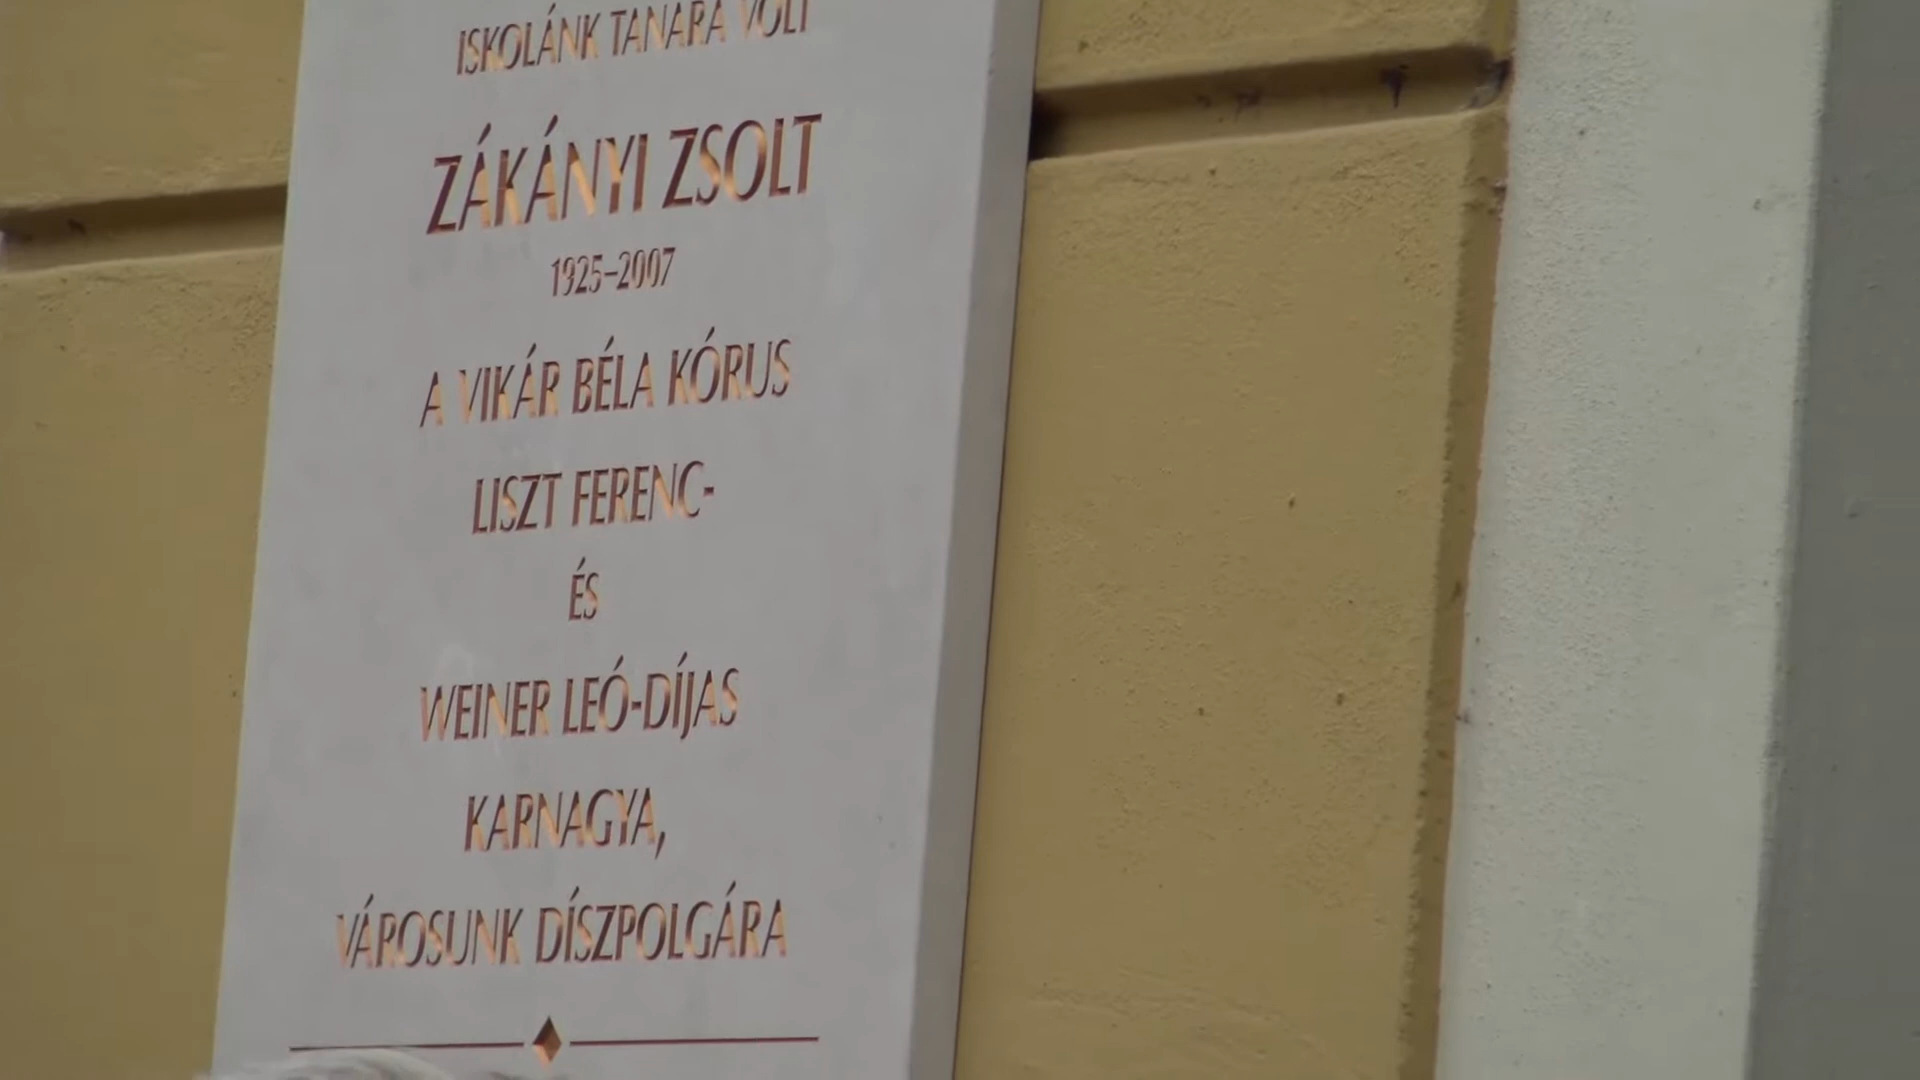 ISKOLÁNK TANÁRA VOLT
ZÁKÁNYI ZSOLT
1925–2007
A VIKÁR BÉLA KÓRUS
LISZT FERENC-
ÉS
WEINER LEÓ-DÍJAS
KARNAGYA,
VÁROSUNK DÍSZPOLGÁRA